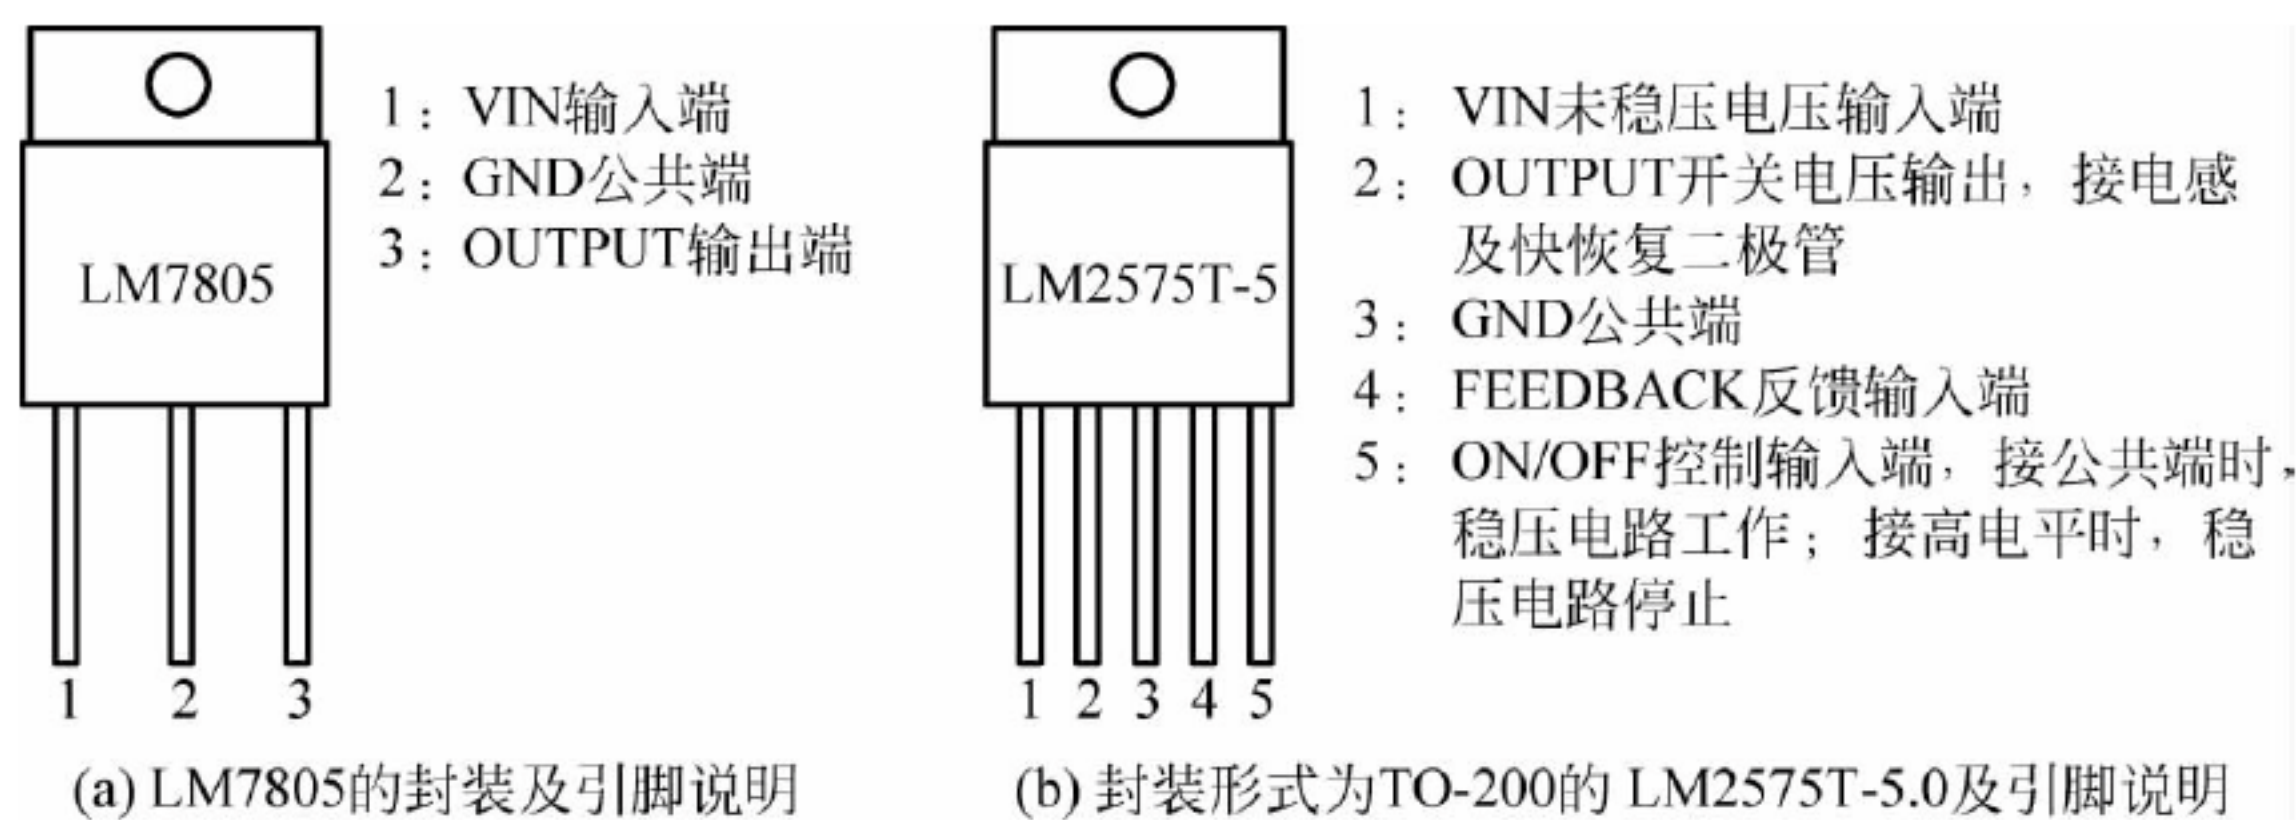 LM7805
1：VIN输入端
2：GND公共端
3：OUTPUT输出端
1 2 3
(a) LM7805的封装及引脚说明
LM2575T-5
1：VIN未稳压电压输入端
2：OUTPUT开关电压输出，接电感
及快恢复二极管
3：GND公共端
4：FEEDBACK反馈输入端
5：ON/OFF控制输入端，接公共端时，
稳压电路工作；接高电平时，稳
压电路停止
1 2 3 4 5
(b) 封装形式为TO-200的 LM2575T-5.0及引脚说明